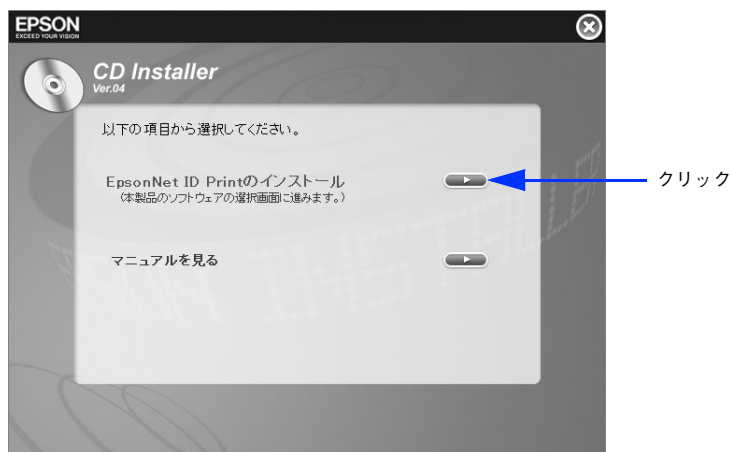 EPSON
EXCEED YOUR VISION
CD Installer
Ver.04
以下の項目から選択してください。
EpsonNet ID Printのインストール
(本製品のソフトウェアの選択画面に進みます。)
クリック
マニュアルを見る